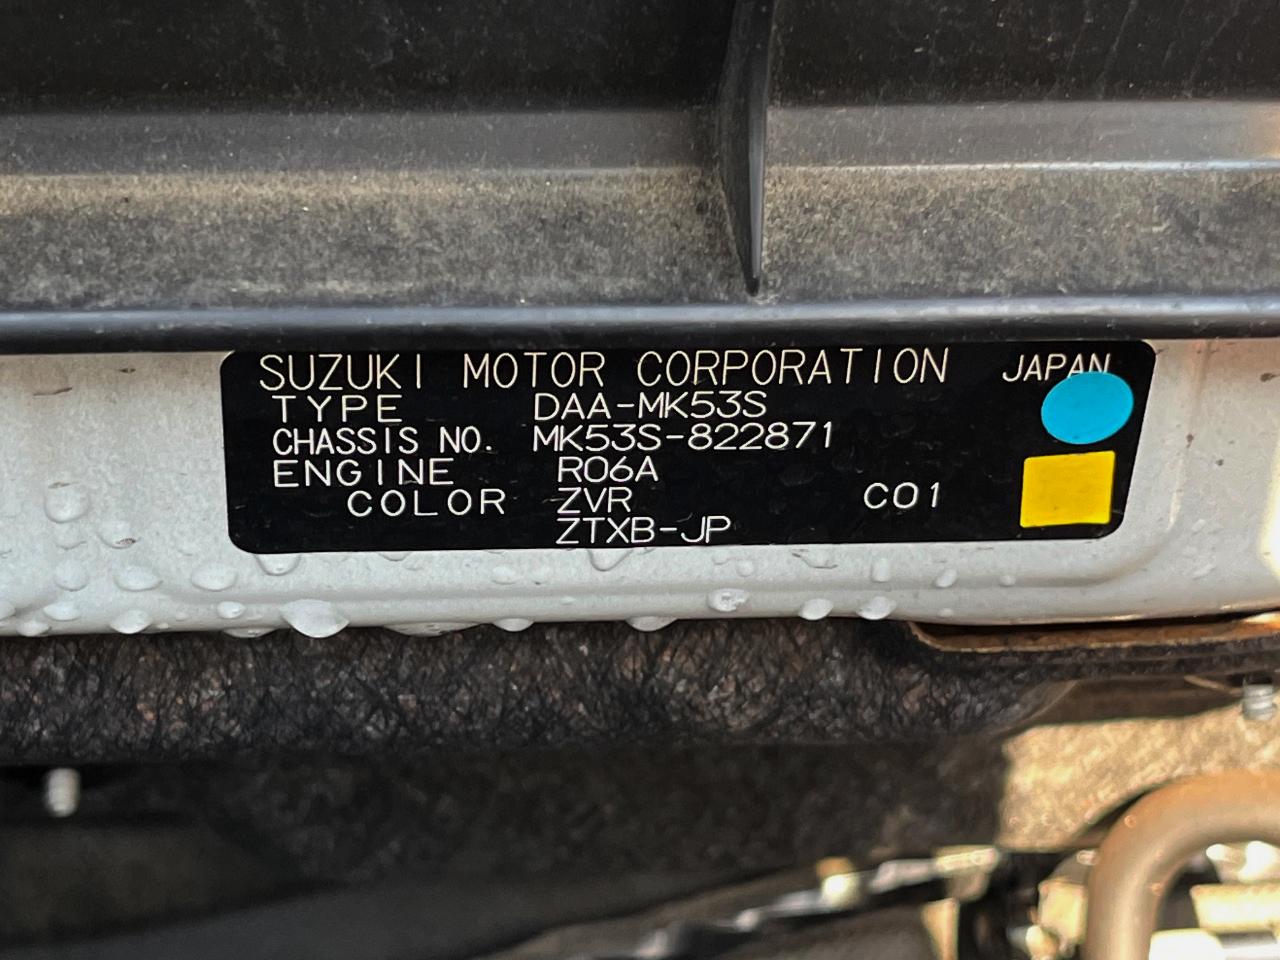 SUZUKI MOTOR CORPORATION JAPAN
TYPE DAA-MK53S
CHASSIS NO. MK53S-822871
ENGINE R06A
COLOR ZVR C01
ZTXB-JP